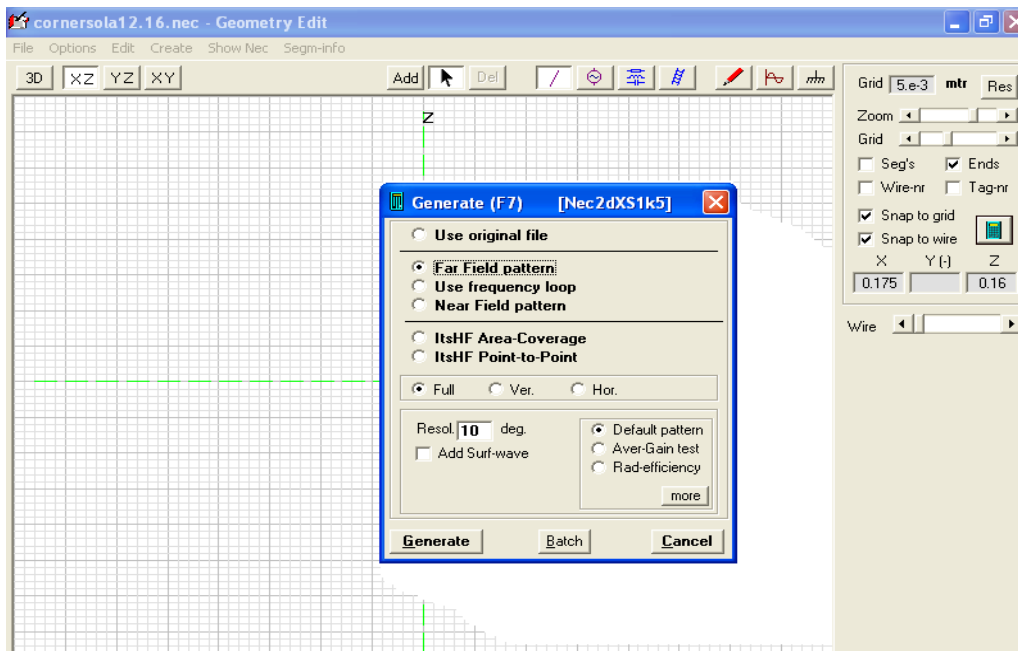 cornersola12.16.nec - Geometry Edit
File Options Edit Create Show Nec Segm-info
3D XZ YZ XY Add Del
Grid 5.e-3 mtr Res
Zoom
Grid
Seg's Ends
Wire-nr Tag-nr
Snap to grid
Snap to wire
X Y (-) Z
0.175 0.16
Wire
Z
Generate (F7) [Nec2dXS1k5]
Use original file
Far Field pattern
Use frequency loop
Near Field pattern
ItsHF Area-Coverage
ItsHF Point-to-Point
Full Ver. Hor.
Resol. 10 deg.
Add Surf-wave
Default pattern
Aver-Gain test
Rad-efficiency
more
Generate Batch Cancel